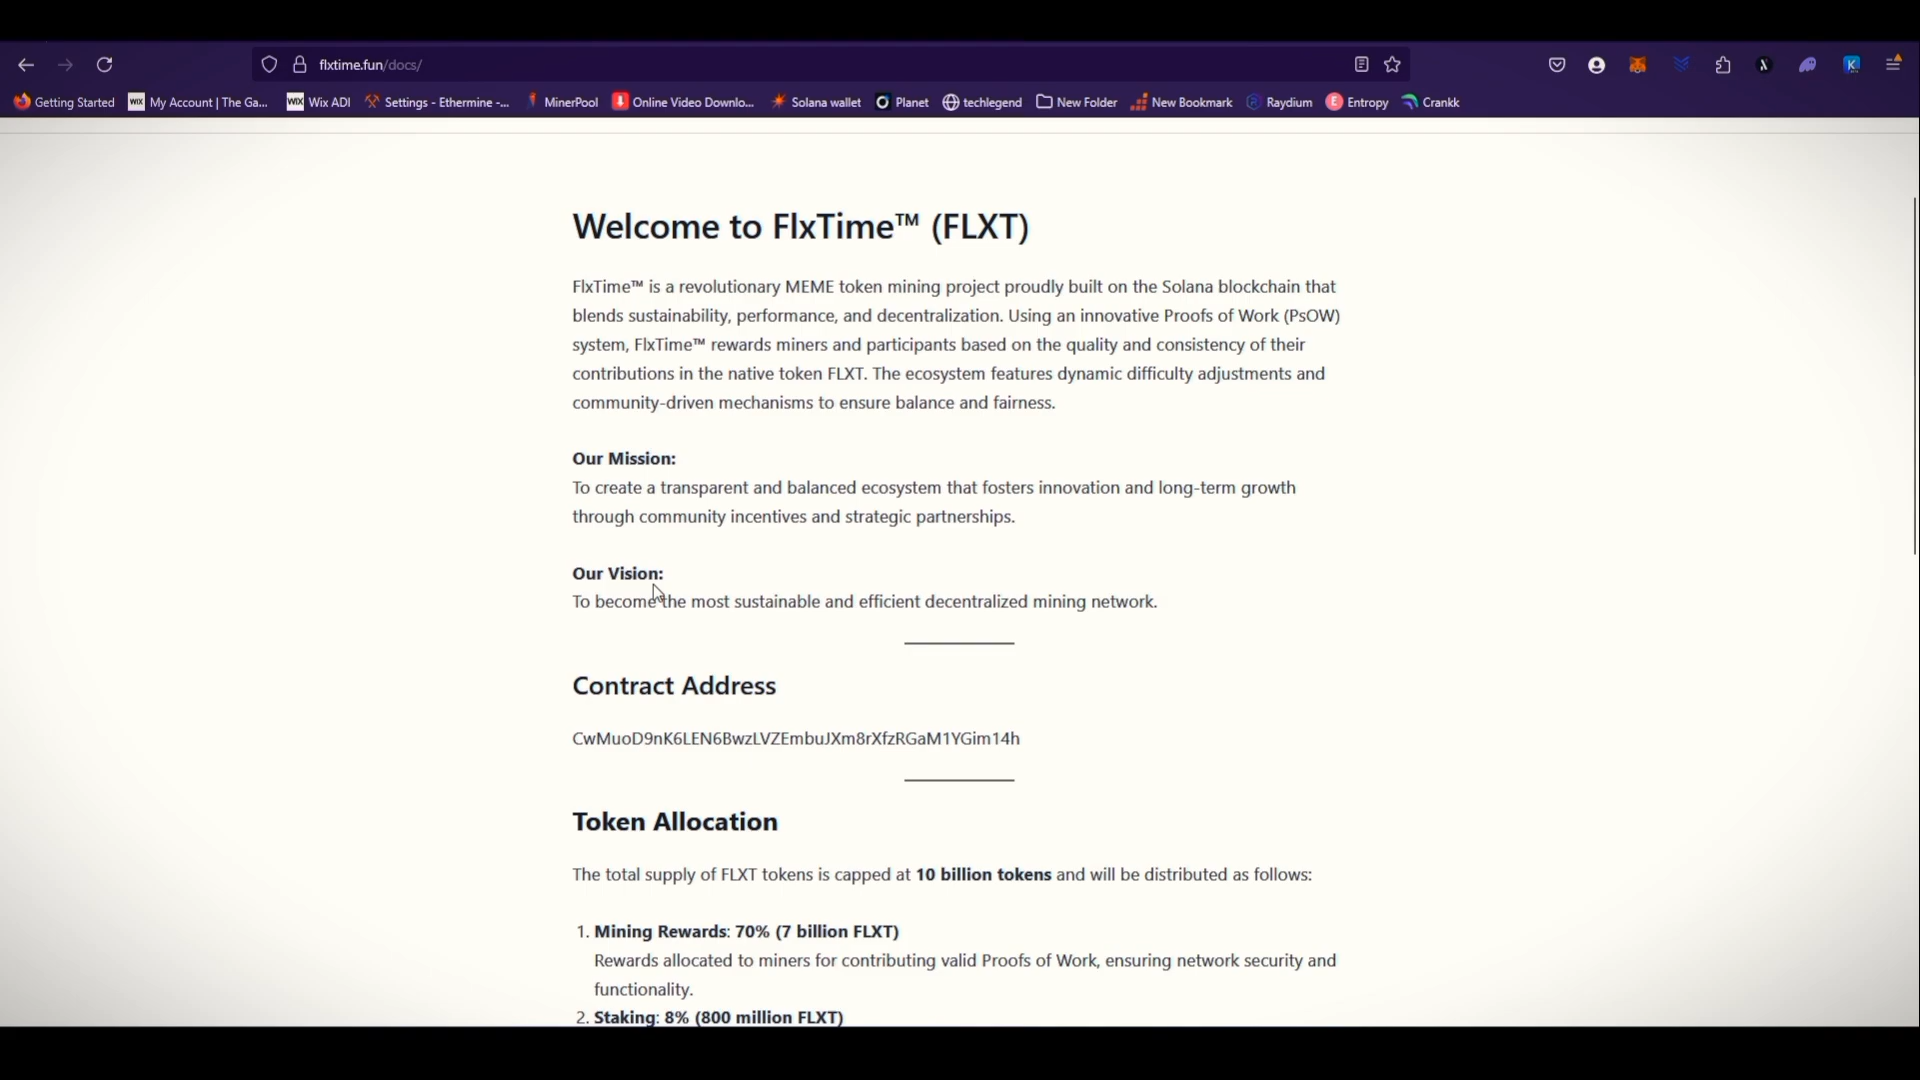 flxtime.fun/docs/
Getting Started
My Account | The Ga...
Wix ADI
Settings - Ethermine -...
MinerPool
Online Video Downlo...
Solana wallet
Planet
techlegend
New Folder
New Bookmark
Raydium
Entropy
Crankk
Welcome to FlxTime™ (FLXT)
FlxTime™ is a revolutionary MEME token mining project proudly built on the Solana blockchain that
blends sustainability, performance, and decentralization. Using an innovative Proofs of Work (PsOW)
system, FlxTime™ rewards miners and participants based on the quality and consistency of their
contributions in the native token FLXT. The ecosystem features dynamic difficulty adjustments and
community-driven mechanisms to ensure balance and fairness.
Our Mission:
To create a transparent and balanced ecosystem that fosters innovation and long-term growth
through community incentives and strategic partnerships.
Our Vision:
To become the most sustainable and efficient decentralized mining network.
Contract Address
CwMuoD9nK6LEN6BwzLVZEmbuJXm8rXfzRGaM1YGim14h
Token Allocation
The total supply of FLXT tokens is capped at 10 billion tokens and will be distributed as follows:
1. Mining Rewards: 70% (7 billion FLXT)
Rewards allocated to miners for contributing valid Proofs of Work, ensuring network security and
functionality.
2. Staking: 8% (800 million FLXT)